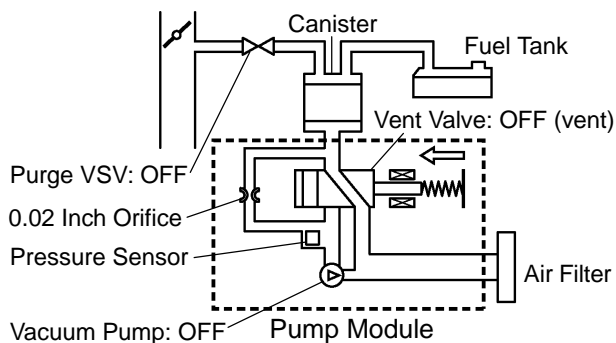 Canister
Fuel Tank
Vent Valve: OFF (vent)
Purge VSV: OFF
0.02 Inch Orifice
Pressure Sensor
Air Filter
Vacuum Pump: OFF
Pump Module